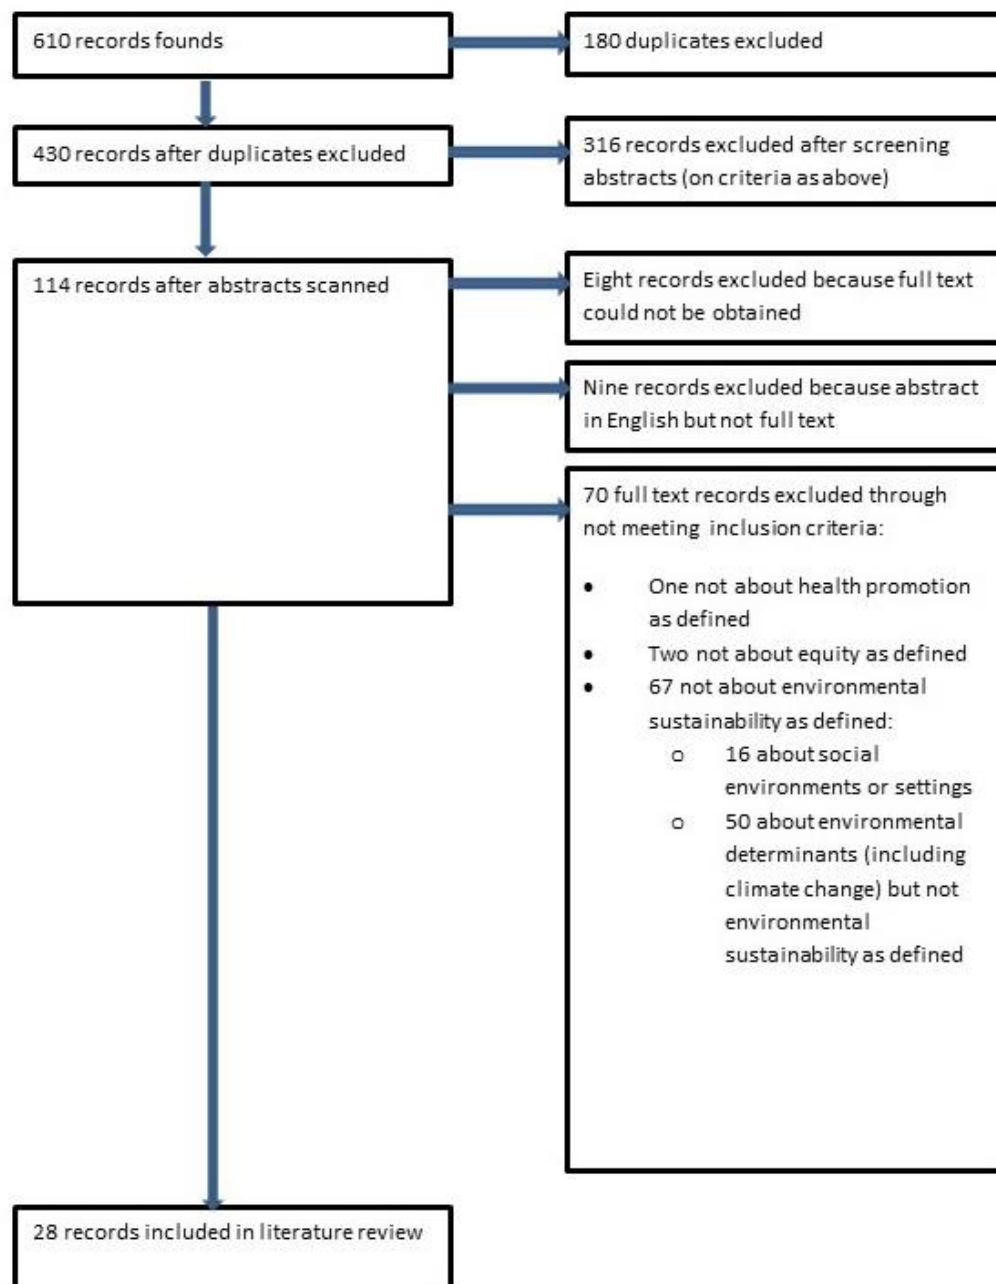 610 records founds
180 duplicates excluded
430 records after duplicates excluded
316 records excluded after screening
abstracts (on criteria as above)
114 records after abstracts scanned
Eight records excluded because full text
could not be obtained
Nine records excluded because abstract
in English but not full text
70 full text records excluded through
not meeting inclusion criteria:
• One not about health promotion
as defined
• Two not about equity as defined
• 67 not about environmental
sustainability as defined:
o 16 about social
environments or settings
o 50 about environmental
determinants (including
climate change) but not
environmental
sustainability as defined
28 records included in literature review